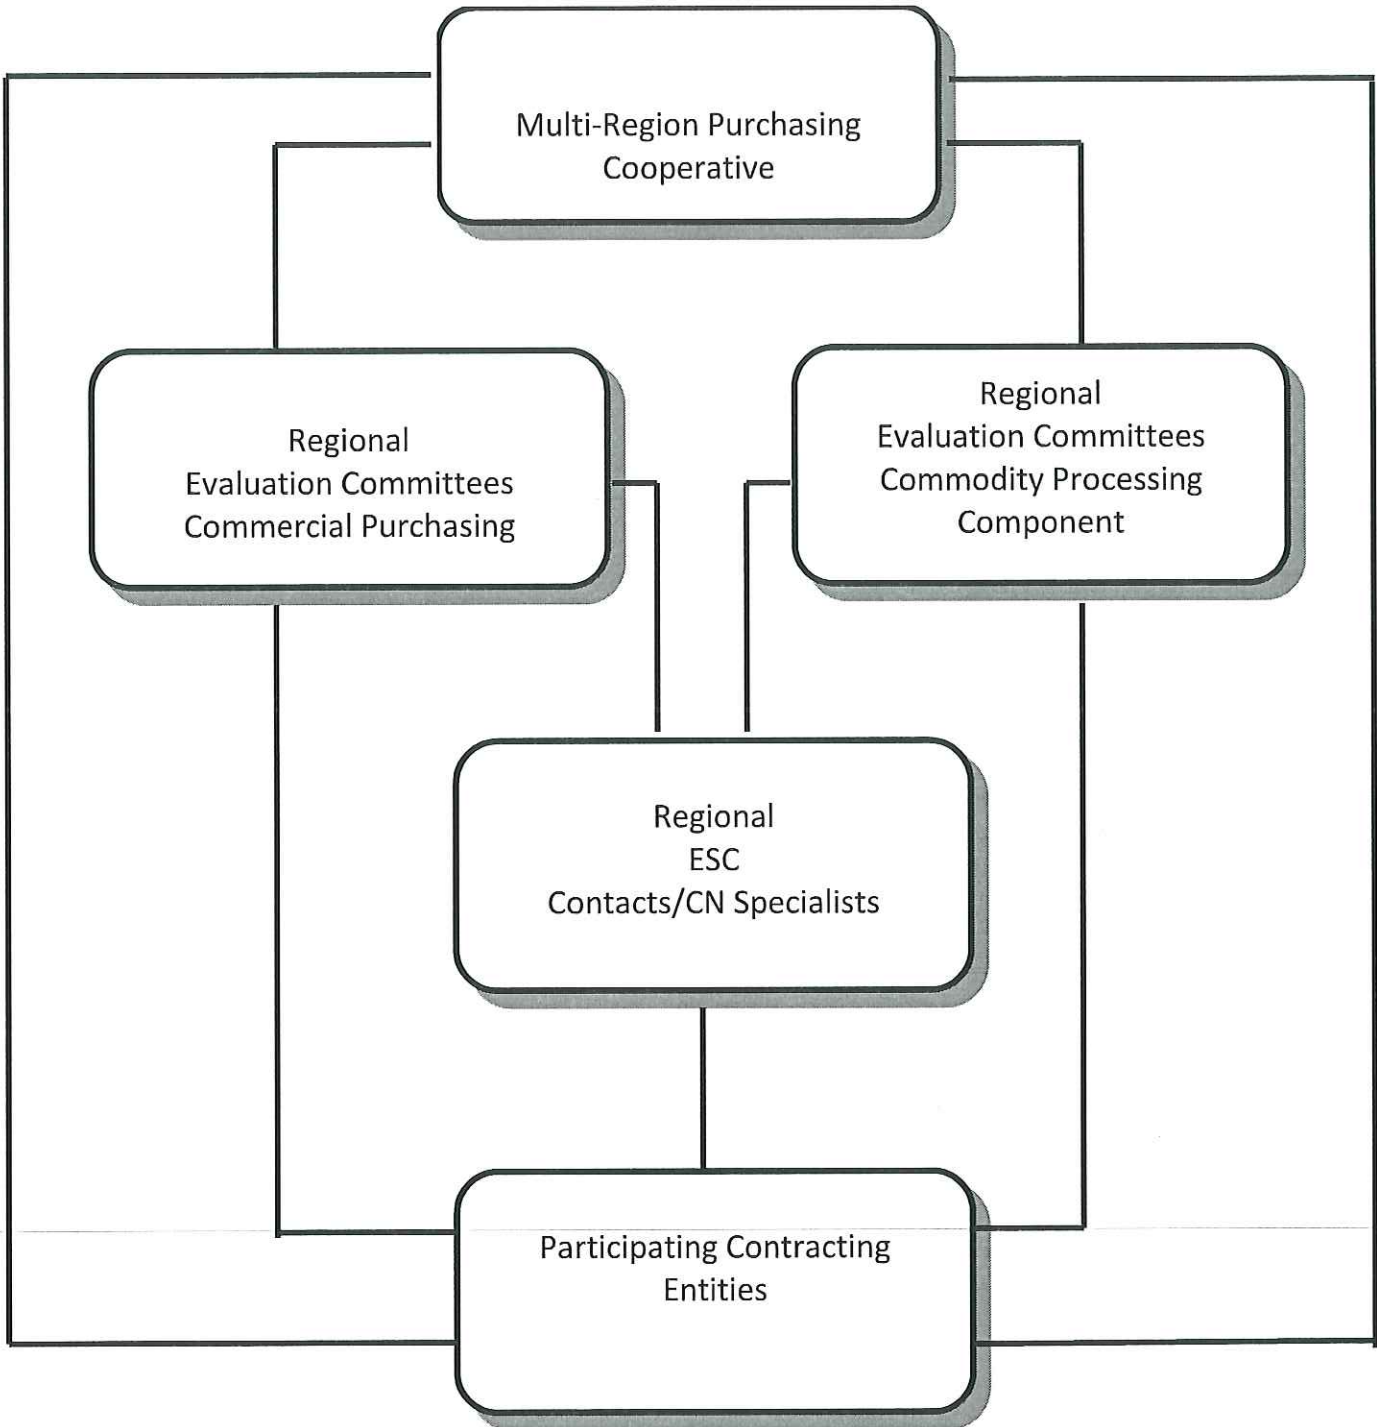 Multi-Region Purchasing
Cooperative
Regional
Evaluation Committees
Commercial Purchasing
Regional
Evaluation Committees
Commodity Processing
Component
Regional
ESC
Contacts/CN Specialists
Participating Contracting
Entities